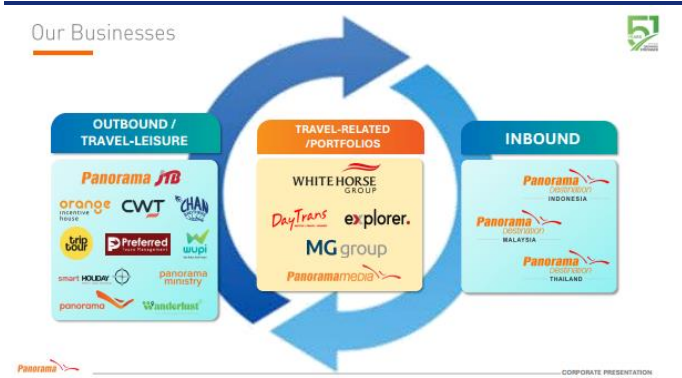 Our Businesses
51
YEARS
OUTBOUND /
TRAVEL-LEISURE
Panorama JTB
orange
incentive
house
CWT
CHAN
trip
tour
Preferred
wupi
smart HOLIDAY
panorama
ministry
panorama
Wanderlust
TRAVEL-RELATED
/PORTFOLIOS
WHITE HORSE
GROUP
DayTrans
explorer.
MG group
Panoramamedia
INBOUND
Panorama
Destination
INDONESIA
Panorama
Destination
MALAYSIA
Panorama
Destination
THAILAND
Panorama
CORPORATE PRESENTATION